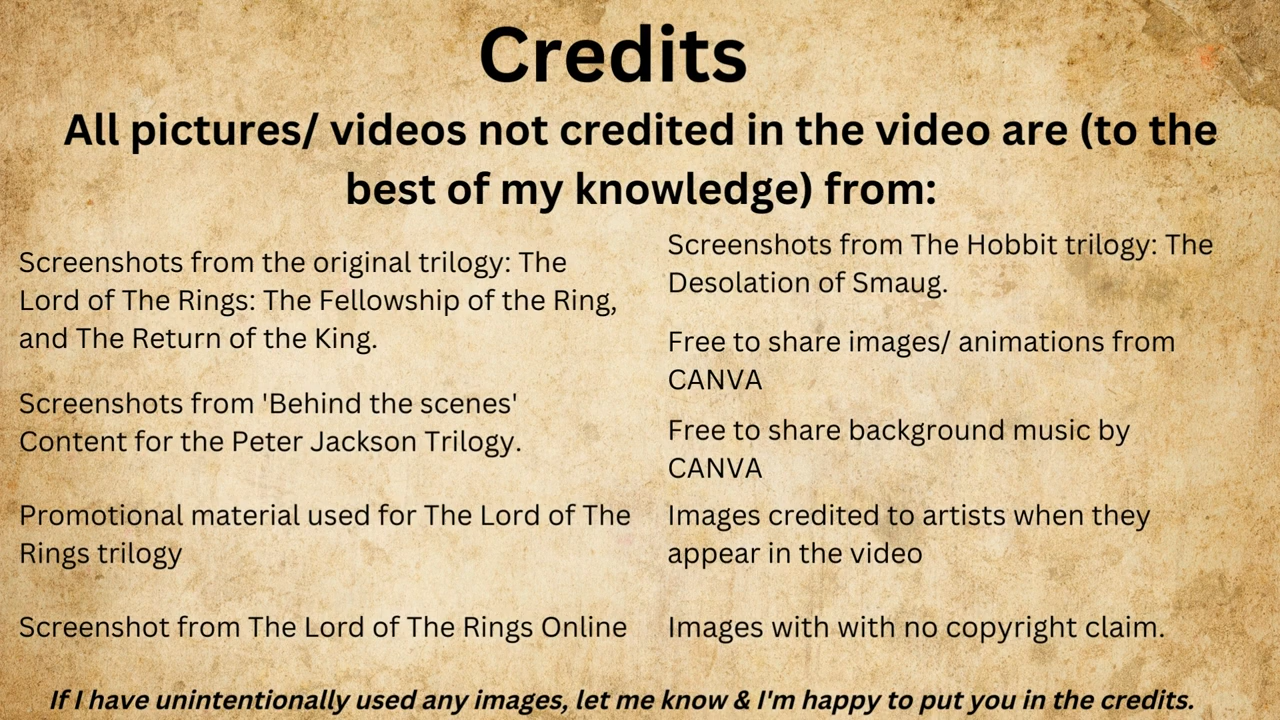 Credits
All pictures/ videos not credited in the video are (to the
best of my knowledge) from:
Screenshots from the original trilogy: The
Lord of The Rings: The Fellowship of the Ring,
and The Return of the King.
Screenshots from 'Behind the scenes'
Content for the Peter Jackson Trilogy.
Promotional material used for The Lord of The
Rings trilogy
Screenshot from The Lord of The Rings Online
Screenshots from The Hobbit trilogy: The
Desolation of Smaug.
Free to share images/ animations from
CANVA
Free to share background music by
CANVA
Images credited to artists when they
appear in the video
Images with with no copyright claim.
If I have unintentionally used any images, let me know & I'm happy to put you in the credits.